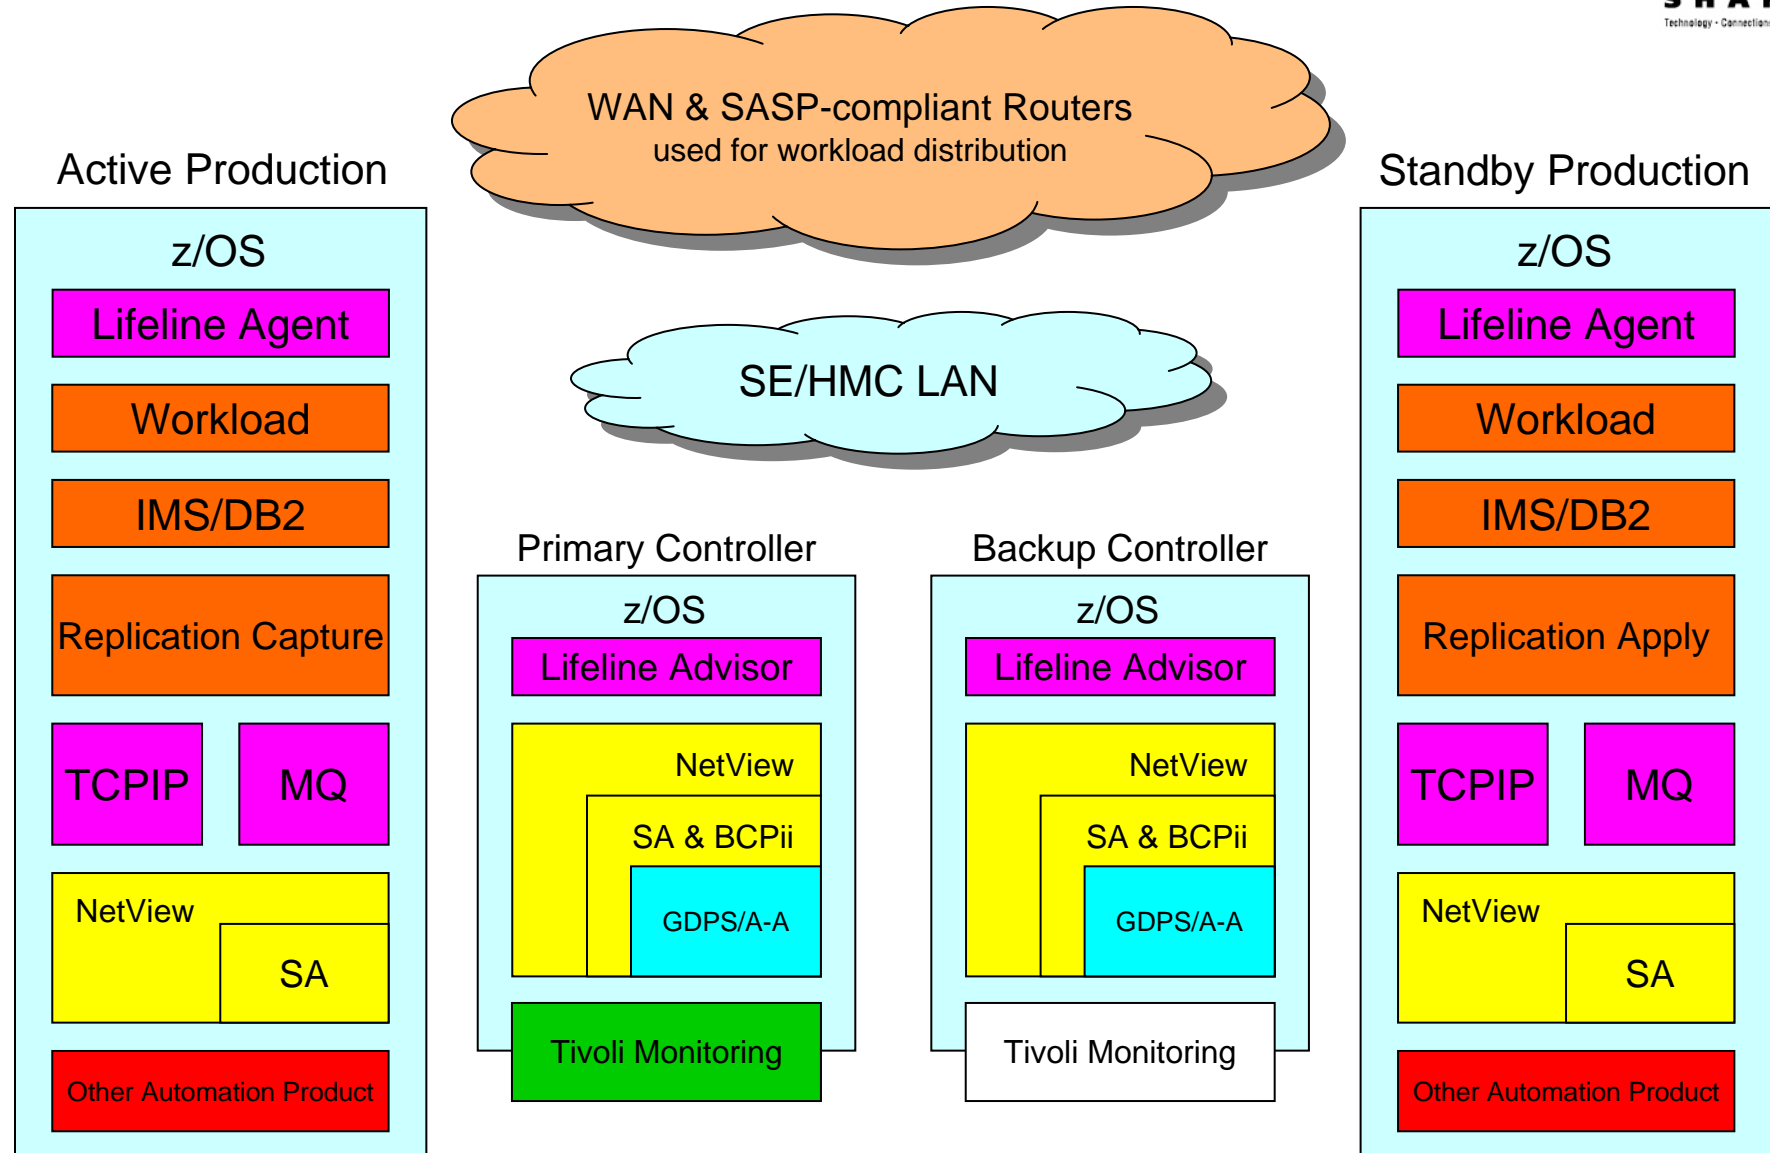 Technology · Connections
WAN & SASP-compliant Routers
used for workload distribution
SE/HMC LAN
Active Production
z/OS
Lifeline Agent
Workload
IMS/DB2
Replication Capture
TCPIP
MQ
NetView
SA
Other Automation Product
Primary Controller
z/OS
Lifeline Advisor
NetView
SA & BCPii
GDPS/A-A
Tivoli Monitoring
Backup Controller
z/OS
Lifeline Advisor
NetView
SA & BCPii
GDPS/A-A
Tivoli Monitoring
Standby Production
z/OS
Lifeline Agent
Workload
IMS/DB2
Replication Apply
TCPIP
MQ
NetView
SA
Other Automation Product